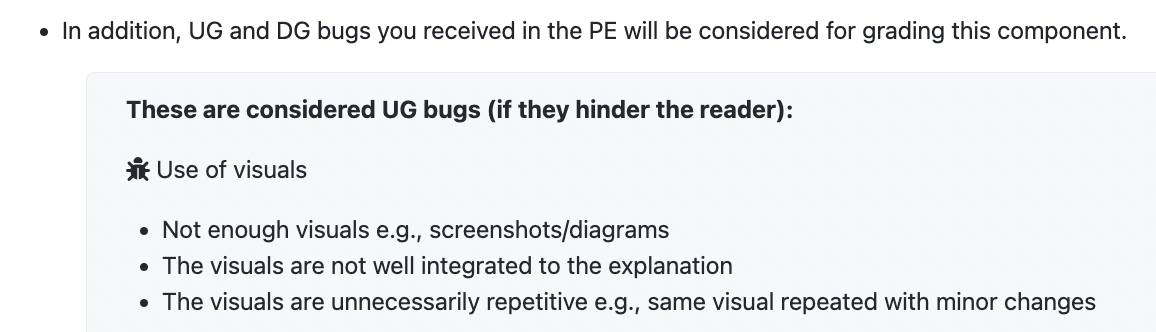 In addition, UG and DG bugs you received in the PE will be considered for grading this component.
These are considered UG bugs (if they hinder the reader):
Use of visuals
Not enough visuals e.g., screenshots/diagrams
The visuals are not well integrated to the explanation
The visuals are unnecessarily repetitive e.g., same visual repeated with minor changes